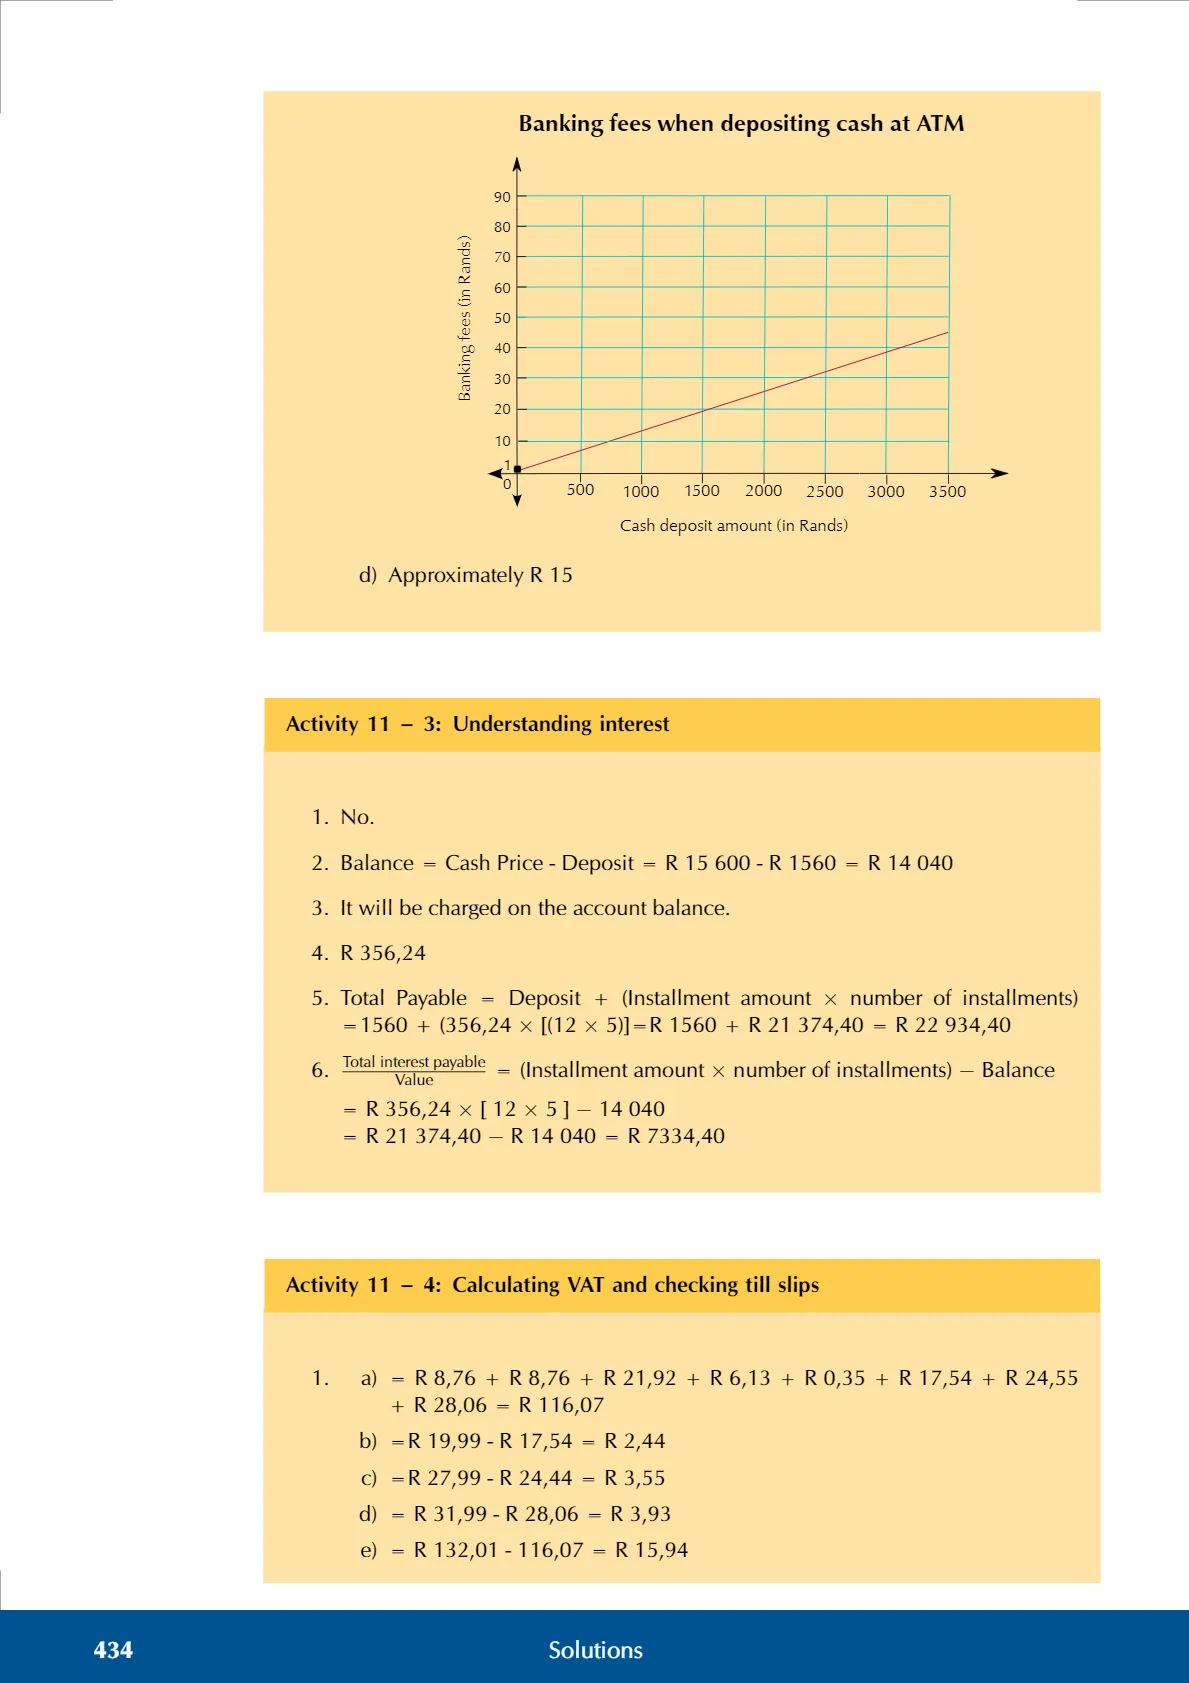 Banking fees when depositing cash at ATM
90
80
70
60
50
40
30
20
10
1
0
Banking fees (in Rands)
500 1000 1500 2000 2500 3000 3500
Cash deposit amount (in Rands)
d) Approximately R 15
Activity 11 – 3: Understanding interest
1. No.
2. Balance = Cash Price - Deposit = R 15 600 - R 1560 = R 14 040
3. It will be charged on the account balance.
4. R 356,24
5. Total Payable = Deposit + (Installment amount × number of installments)
=1560 + (356,24 × [(12 × 5)]=R 1560 + R 21 374,40 = R 22 934,40
6. Total interest payable / Value = (Installment amount × number of installments) − Balance
= R 356,24 × [ 12 × 5 ] − 14 040
= R 21 374,40 − R 14 040 = R 7334,40
Activity 11 – 4: Calculating VAT and checking till slips
1. a) = R 8,76 + R 8,76 + R 21,92 + R 6,13 + R 0,35 + R 17,54 + R 24,55
+ R 28,06 = R 116,07
b) =R 19,99 - R 17,54 = R 2,44
c) =R 27,99 - R 24,44 = R 3,55
d) = R 31,99 - R 28,06 = R 3,93
e) = R 132,01 - 116,07 = R 15,94
434 Solutions